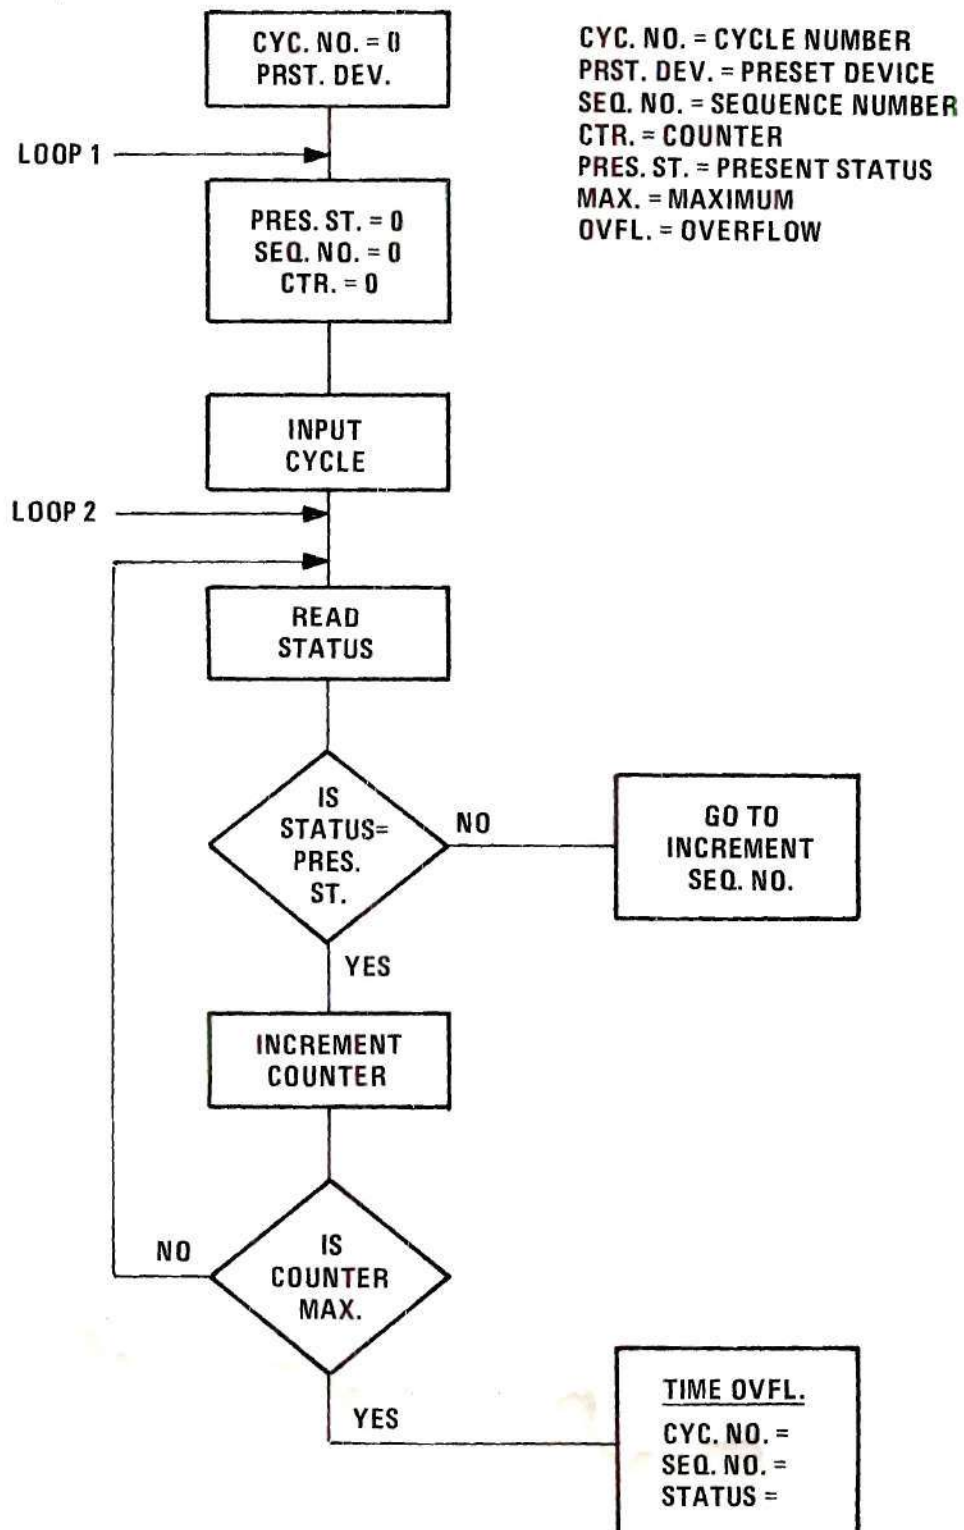 CYC. NO. = 0
PRST. DEV.
CYC. NO. = CYCLE NUMBER
PRST. DEV. = PRESET DEVICE
SEQ. NO. = SEQUENCE NUMBER
CTR. = COUNTER
PRES. ST. = PRESENT STATUS
MAX. = MAXIMUM
OVFL. = OVERFLOW
LOOP 1
PRES. ST. = 0
SEQ. NO. = 0
CTR. = 0
INPUT
CYCLE
LOOP 2
READ
STATUS
IS
STATUS=
PRES.
ST.
NO
GO TO
INCREMENT
SEQ. NO.
YES
INCREMENT
COUNTER
IS
COUNTER
MAX.
NO
YES
TIME OVFL.
CYC. NO. =
SEQ. NO. =
STATUS =